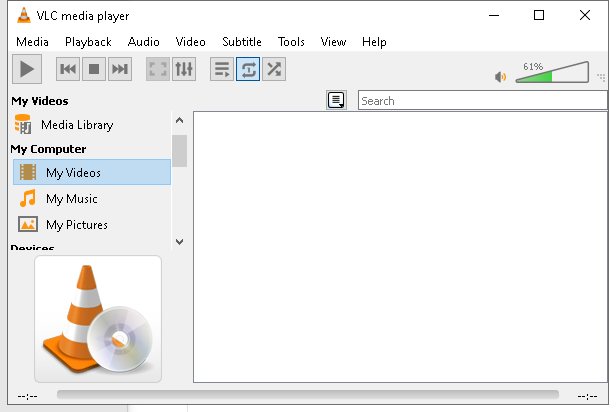 VLC media player
Media Playback Audio Video Subtitle Tools View Help
61%
My Videos
Search
Media Library
My Computer
My Videos
My Music
My Pictures
Devices
--:-- --:--